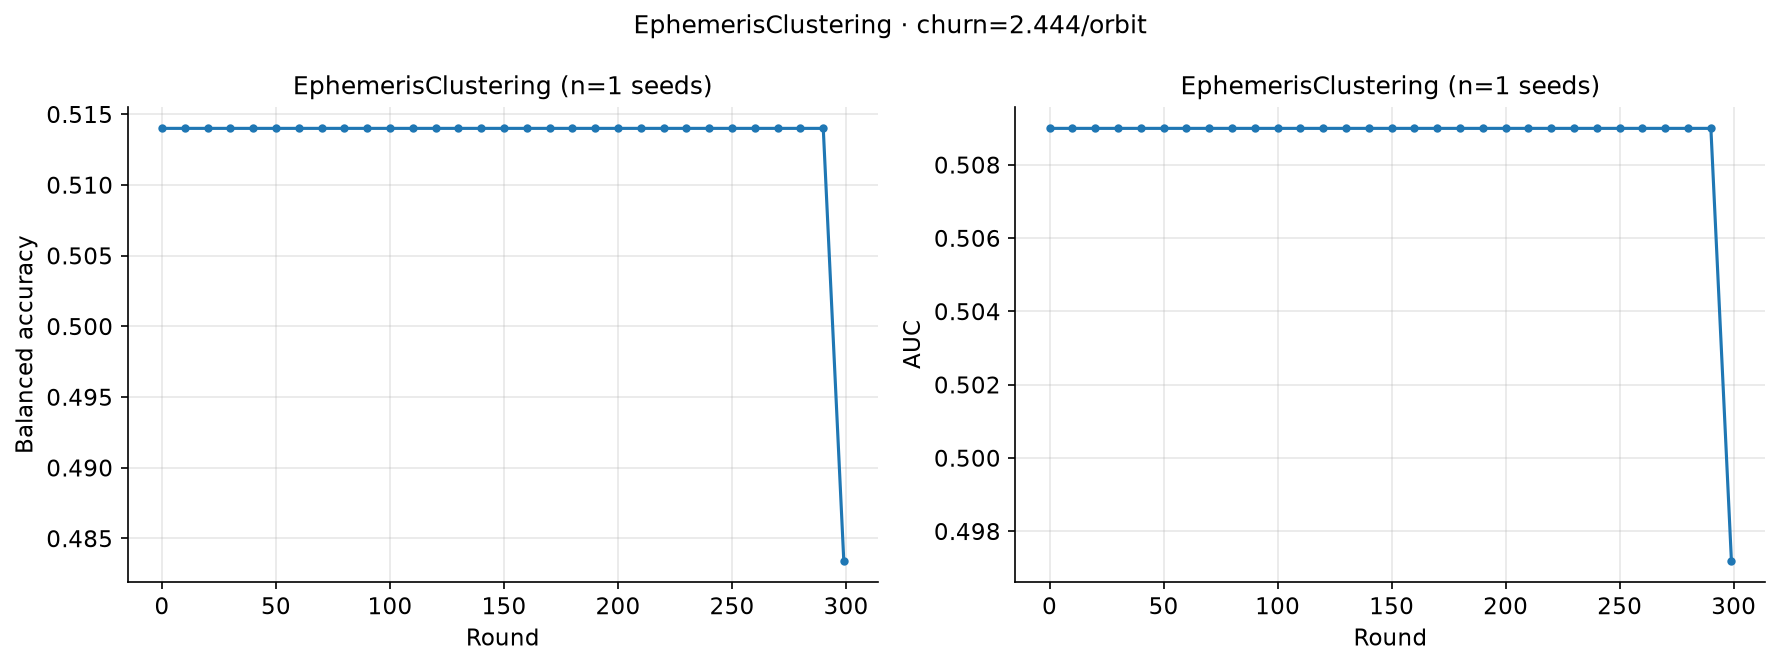 EphemerisClustering · churn=2.444/orbit
EphemerisClustering (n=1 seeds)
Balanced accuracy
0.515
0.510
0.505
0.500
0.495
0.490
0.485
0 50 100 150 200 250 300
Round
EphemerisClustering (n=1 seeds)
AUC
0.508
0.506
0.504
0.502
0.500
0.498
0 50 100 150 200 250 300
Round